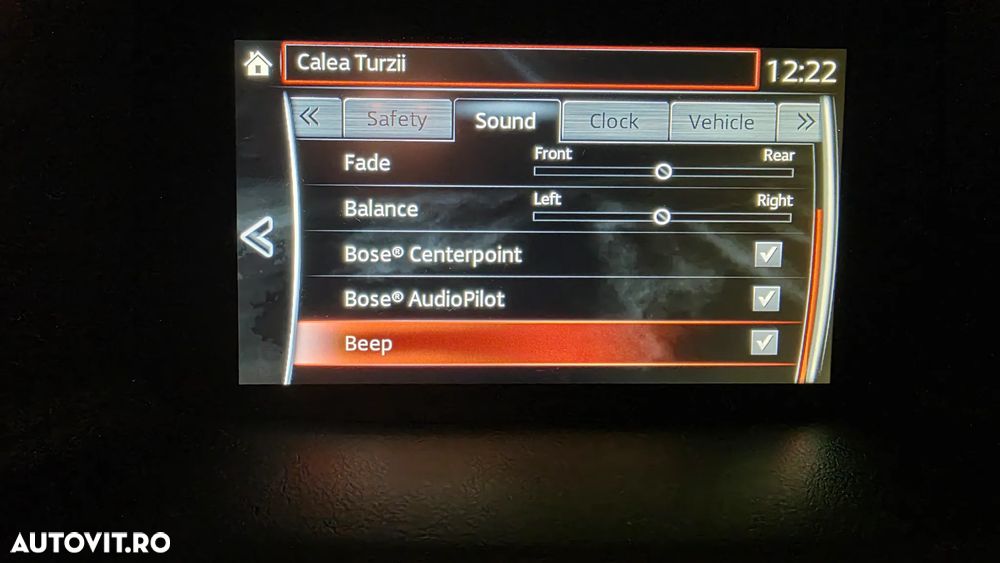 Calea Turzii
12:22
« Safety Sound Clock Vehicle »
Fade Front Rear
Balance Left Right
Bose® Centerpoint
Bose® AudioPilot
Beep
AUTOVIT.RO